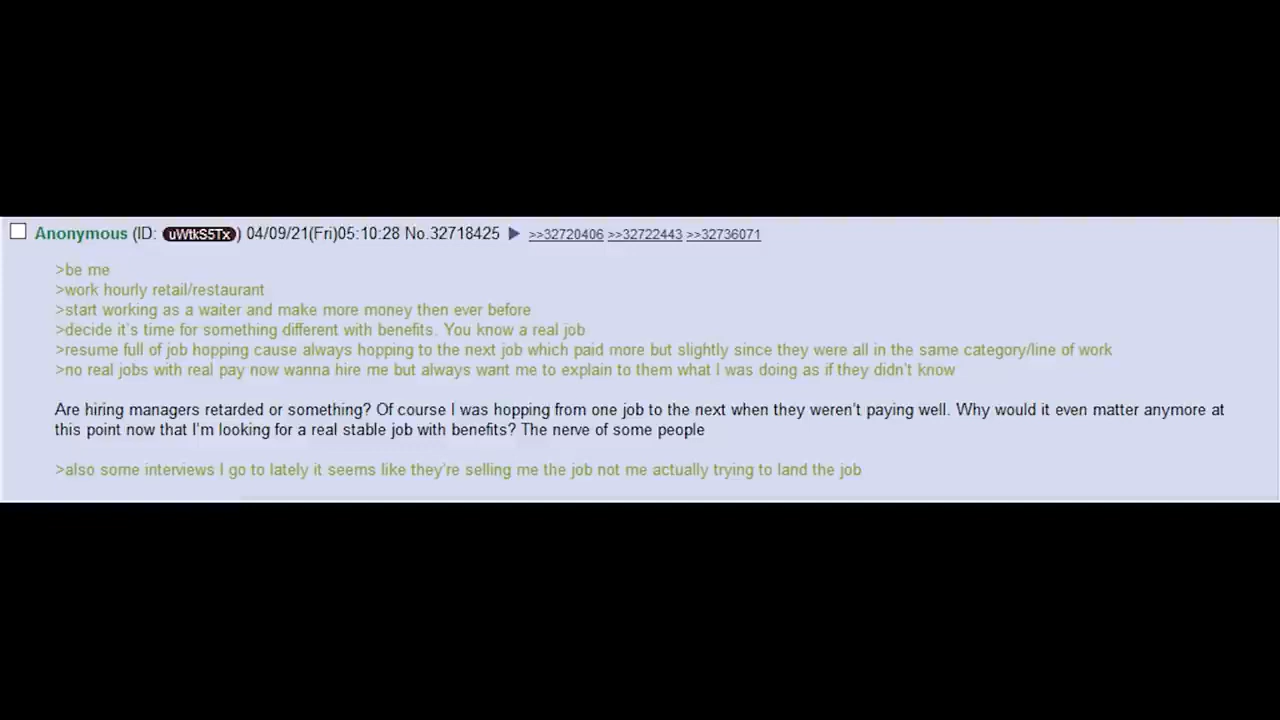 Anonymous (ID: uWtkS5Tx) 04/09/21(Fri)05:10:28 No.32718425 ▶ >>32720406 >>32722443 >>32736071
>be me
>work hourly retail/restaurant
>start working as a waiter and make more money then ever before
>decide it's time for something different with benefits. You know a real job
>resume full of job hopping cause always hopping to the next job which paid more but slightly since they were all in the same category/line of work
>no real jobs with real pay now wanna hire me but always want me to explain to them what I was doing as if they didn't know
Are hiring managers retarded or something? Of course I was hopping from one job to the next when they weren't paying well. Why would it even matter anymore at
this point now that I'm looking for a real stable job with benefits? The nerve of some people
>also some interviews I go to lately it seems like they're selling me the job not me actually trying to land the job